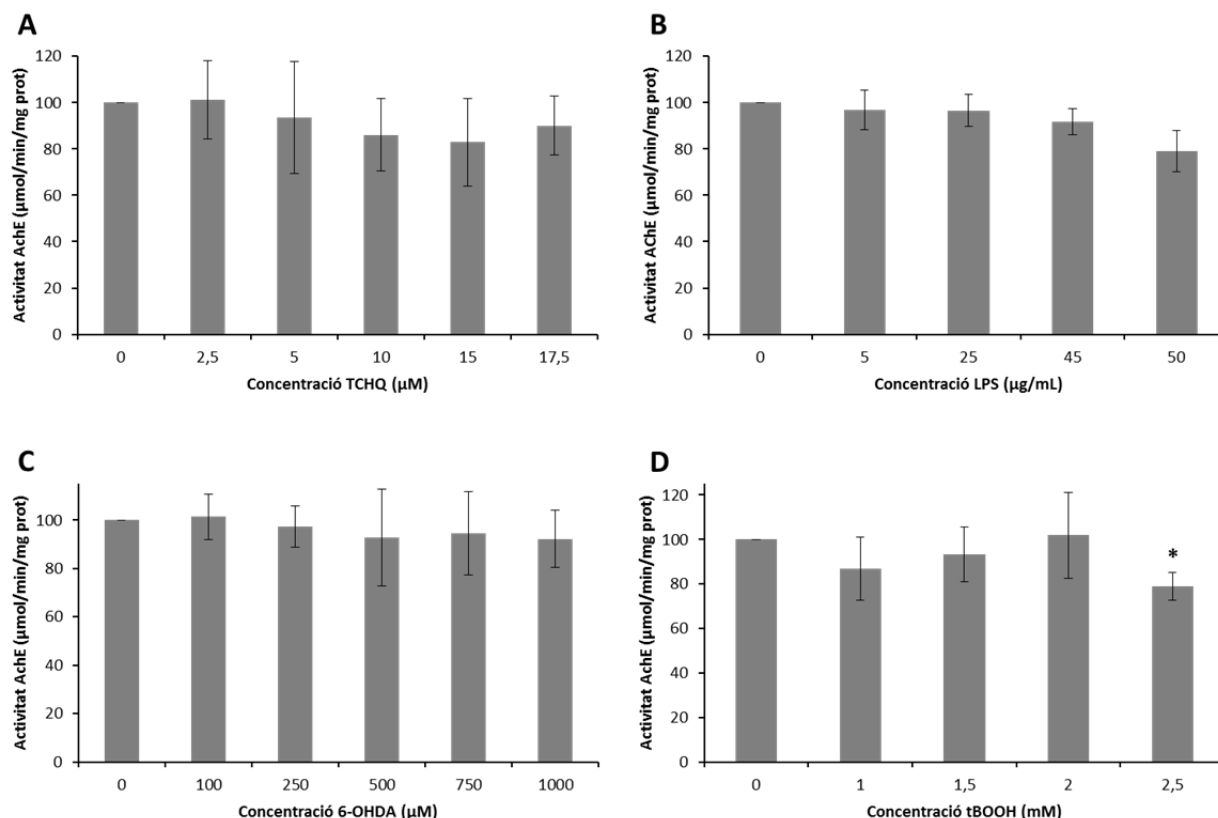 A
Activitat AChE (µmol/min/mg prot)
120
100
80
60
40
20
0
0 2,5 5 10 15 17,5
Concentració TCHQ (µM)
B
Activitat AChE (µmol/min/mg prot)
120
100
80
60
40
20
0
0 5 25 45 50
Concentració LPS (µg/mL)
C
Activitat AchE (µmol/min/mg prot)
100
80
60
40
20
0
0 100 250 500 750 1000
Concentració 6-OHDA (µM)
D
Activitat AchE (µmol/min/mg prot)
120
100
80
60
40
20
0
*
0 1 1,5 2 2,5
Concentració tBOOH (mM)